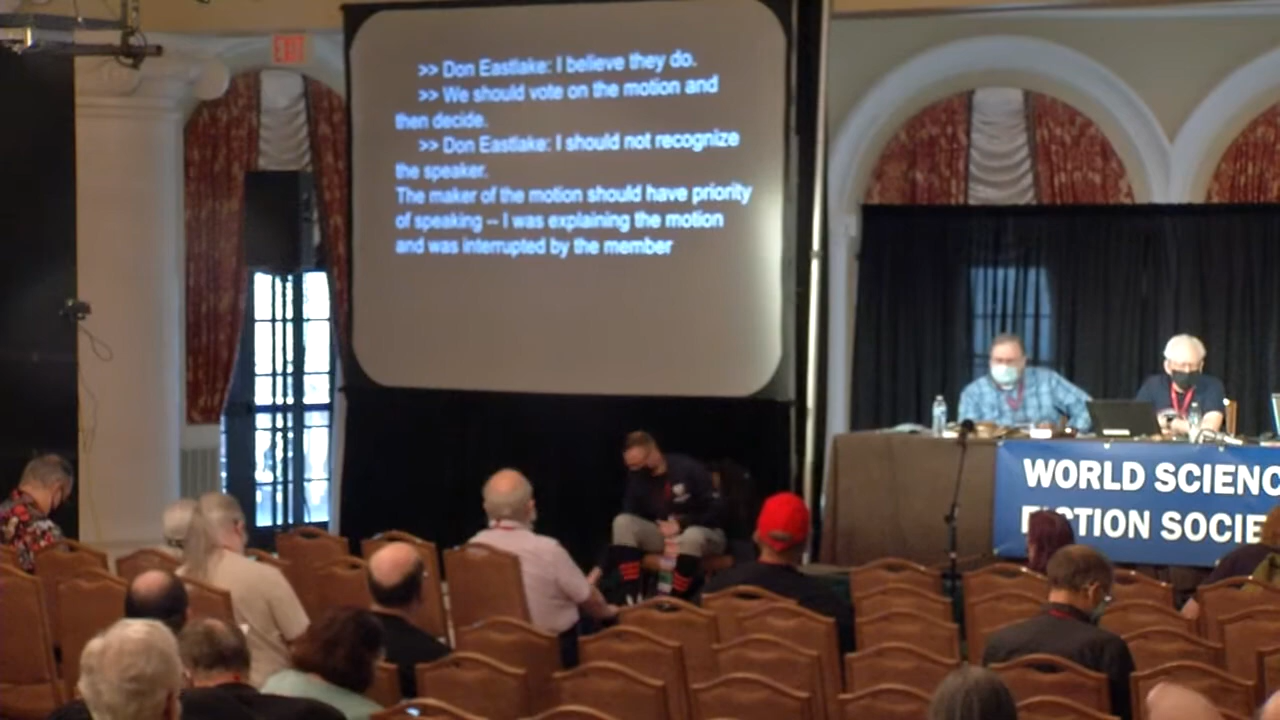 EXIT
>> Don Eastlake: I believe they do.
>> We should vote on the motion and
then decide.
>> Don Eastlake: I should not recognize
the speaker.
The maker of the motion should have priority
of speaking -- I was explaining the motion
and was interrupted by the member
WORLD SCIENC
FICTION SOCIE